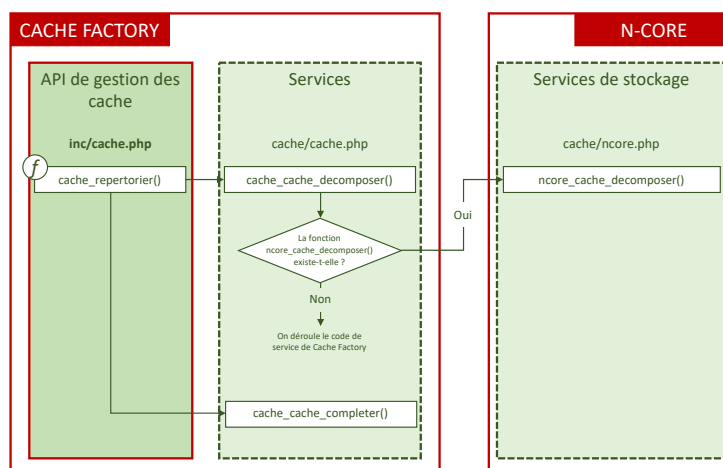 CACHE FACTORY
N-CORE
API de gestion des
cache
Services
Services de stockage
inc/cache.php
cache/cache.php
cache/ncore.php
f
cache_repertorier()
cache_cache_decomposer()
ncore_cache_decomposer()
Oui
La fonction
ncore_cache_decomposer()
existe-t-elle ?
Non
On déroule le code de
service de Cache Factory
cache_cache_completer()